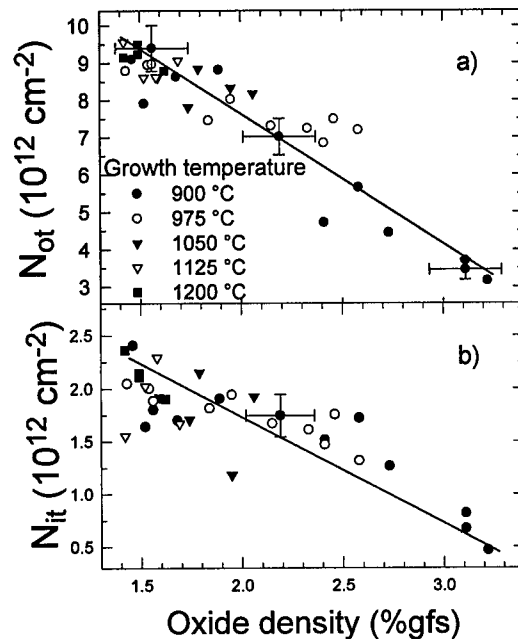 10
9
8
7
6
5
4
3
N_ot (10^12 cm^-2)
a)
Growth temperature
900 °C
975 °C
1050 °C
1125 °C
1200 °C
2.5
2.0
1.5
1.0
0.5
N_it (10^12 cm^-2)
b)
1.5 2.0 2.5 3.0
Oxide density (%gfs)